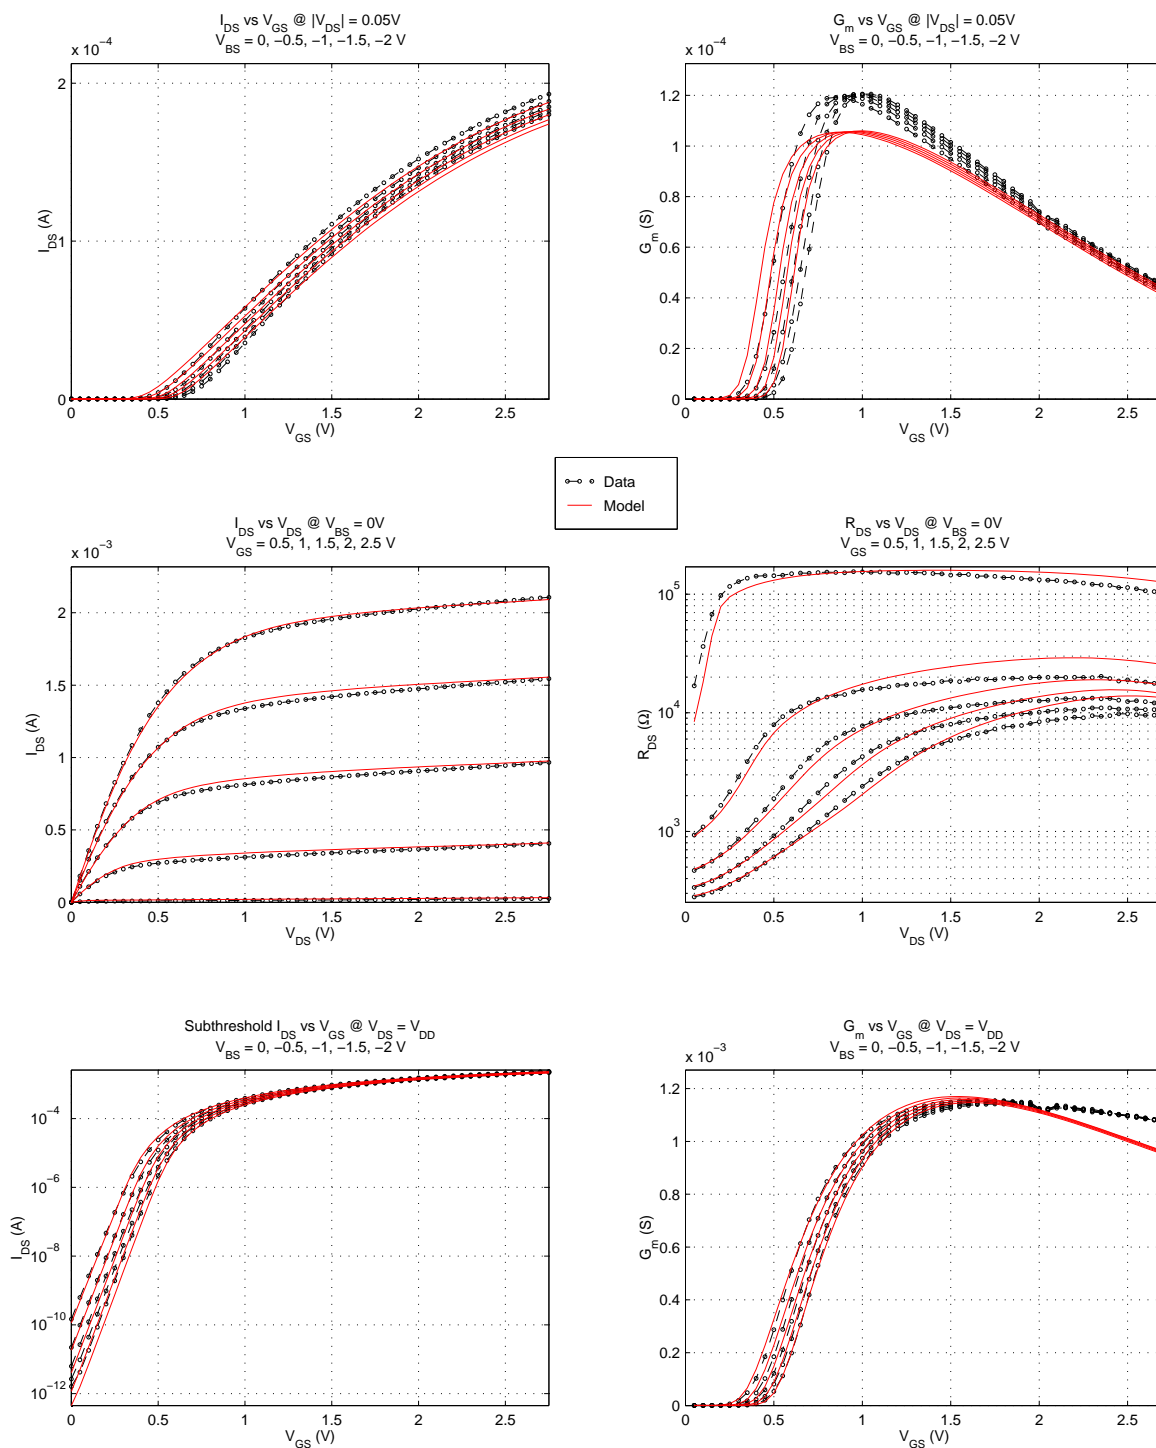 I_DS vs V_GS @ |V_DS| = 0.05V
V_BS = 0, −0.5, −1, −1.5, −2 V
x 10^−4
2
1
0
I_DS (A)
0 0.5 1 1.5 2 2.5
V_GS (V)
G_m vs V_GS @ |V_DS| = 0.05V
V_BS = 0, −0.5, −1, −1.5, −2 V
x 10^−4
1.2
1
0.8
0.6
0.4
0.2
0
G_m (S)
0 0.5 1 1.5 2 2.5
V_GS (V)
Data
Model
I_DS vs V_DS @ V_BS = 0V
V_GS = 0.5, 1, 1.5, 2, 2.5 V
x 10^−3
2
1.5
1
0.5
0
I_DS (A)
0 0.5 1 1.5 2 2.5
V_DS (V)
R_DS vs V_DS @ V_BS = 0V
V_GS = 0.5, 1, 1.5, 2, 2.5 V
10^5
10^4
10^3
R_DS (Ω)
0 0.5 1 1.5 2 2.5
V_DS (V)
Subthreshold I_DS vs V_GS @ V_DS = V_DD
V_BS = 0, −0.5, −1, −1.5, −2 V
10^−4
10^−6
10^−8
10^−10
10^−12
I_DS (A)
0 0.5 1 1.5 2 2.5
V_GS (V)
G_m vs V_GS @ V_DS = V_DD
V_BS = 0, −0.5, −1, −1.5, −2 V
x 10^−3
1.2
1
0.8
0.6
0.4
0.2
0
G_m (S)
0 0.5 1 1.5 2 2.5
V_GS (V)